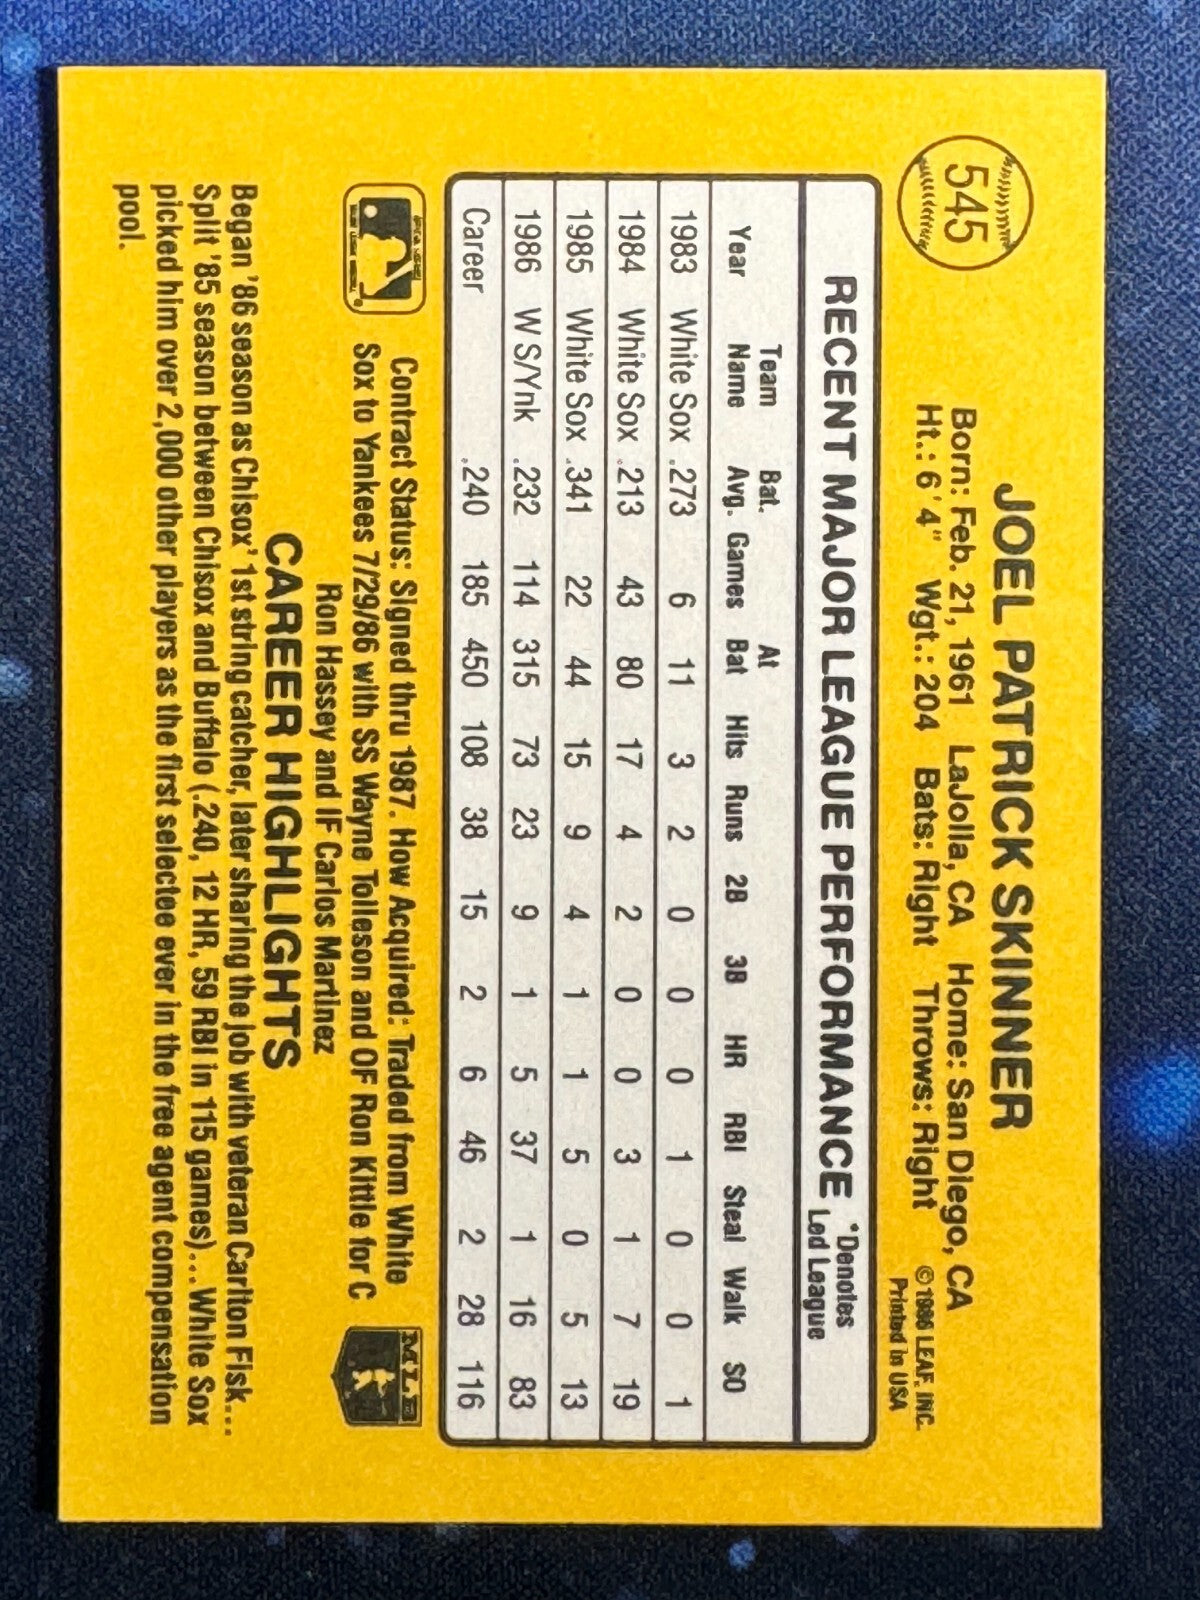 545
JOEL PATRICK SKINNER
Born: Feb. 21, 1961 LaJolla, CA Home: San Diego, CA
Ht.: 6'4" Wgt.: 204 Bats: Right Throws: Right
© 1986 LEAF, INC.
Printed in USA
RECENT MAJOR LEAGUE PERFORMANCE *Denotes Led League
Year Team Name Bat. Avg. Games At Bat Hits Runs 2B 3B HR RBI Steal Walk SO
1983 White Sox .273 6 11 3 2 0 0 0 1 0 0 1
1984 White Sox .213 43 80 17 4 2 0 0 3 1 7 19
1985 White Sox .341 22 44 15 9 4 1 1 5 0 5 13
1986 W S/Ynk .232 114 315 73 23 9 1 5 37 1 16 83
Career .240 185 450 108 38 15 2 6 46 2 28 116
Contract Status: Signed thru 1987. How Acquired: Traded from White
Sox to Yankees 7/29/86 with SS Wayne Tolleson and OF Ron Kittle for C
Ron Hassey and IF Carlos Martinez
MLB
CAREER HIGHLIGHTS
Began '86 season as Chisox' 1st string catcher, later sharing the job with veteran Carlton Fisk...
Split '85 season between Chisox and Buffalo (.240, 12 HR, 59 RBI in 115 games)...White Sox
picked him over 2,000 other players as the first selectee ever in the free agent compensation
pool.